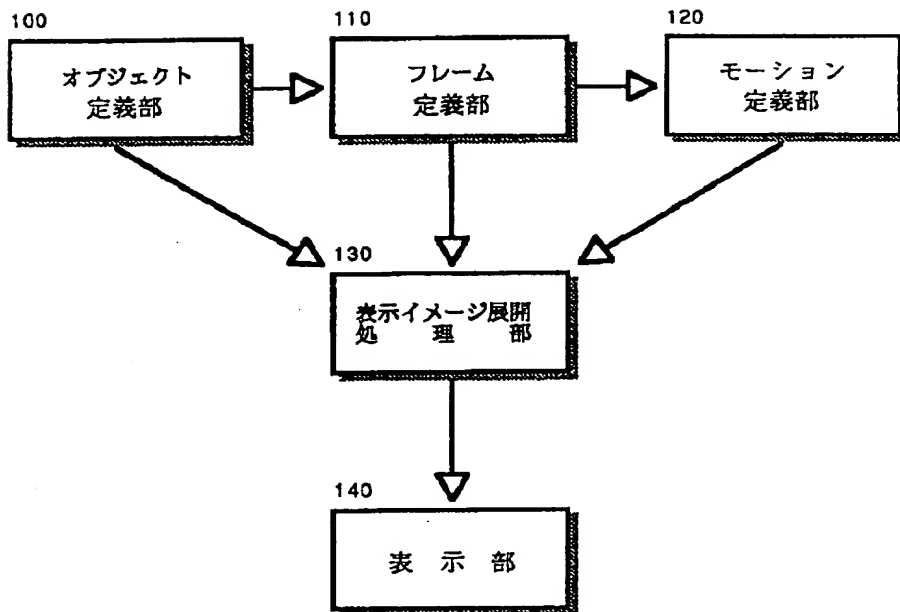 100
オブジェクト
定義部
110
フレーム
定義部
120
モーション
定義部
130
表示イメージ展開
処理部
140
表示部